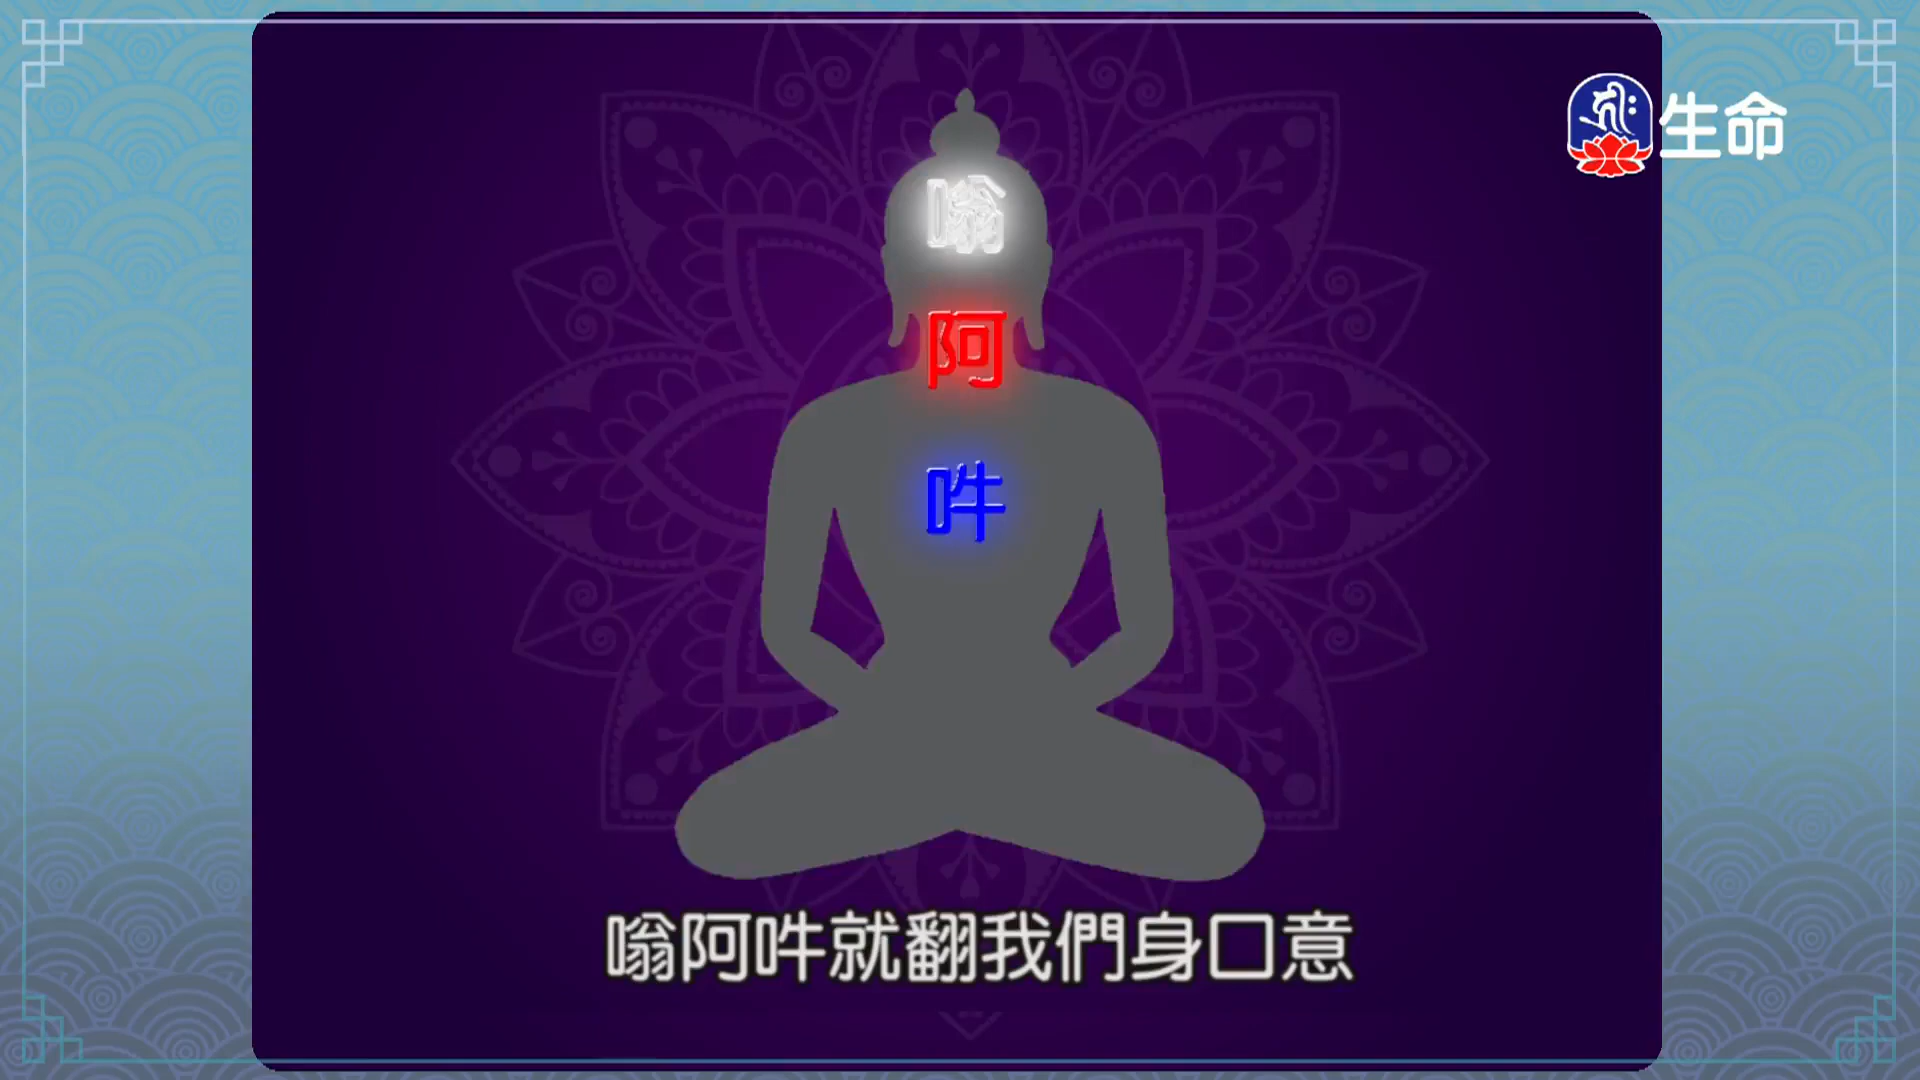 生命
嗡
阿
吽
嗡阿吽就翻我們身口意